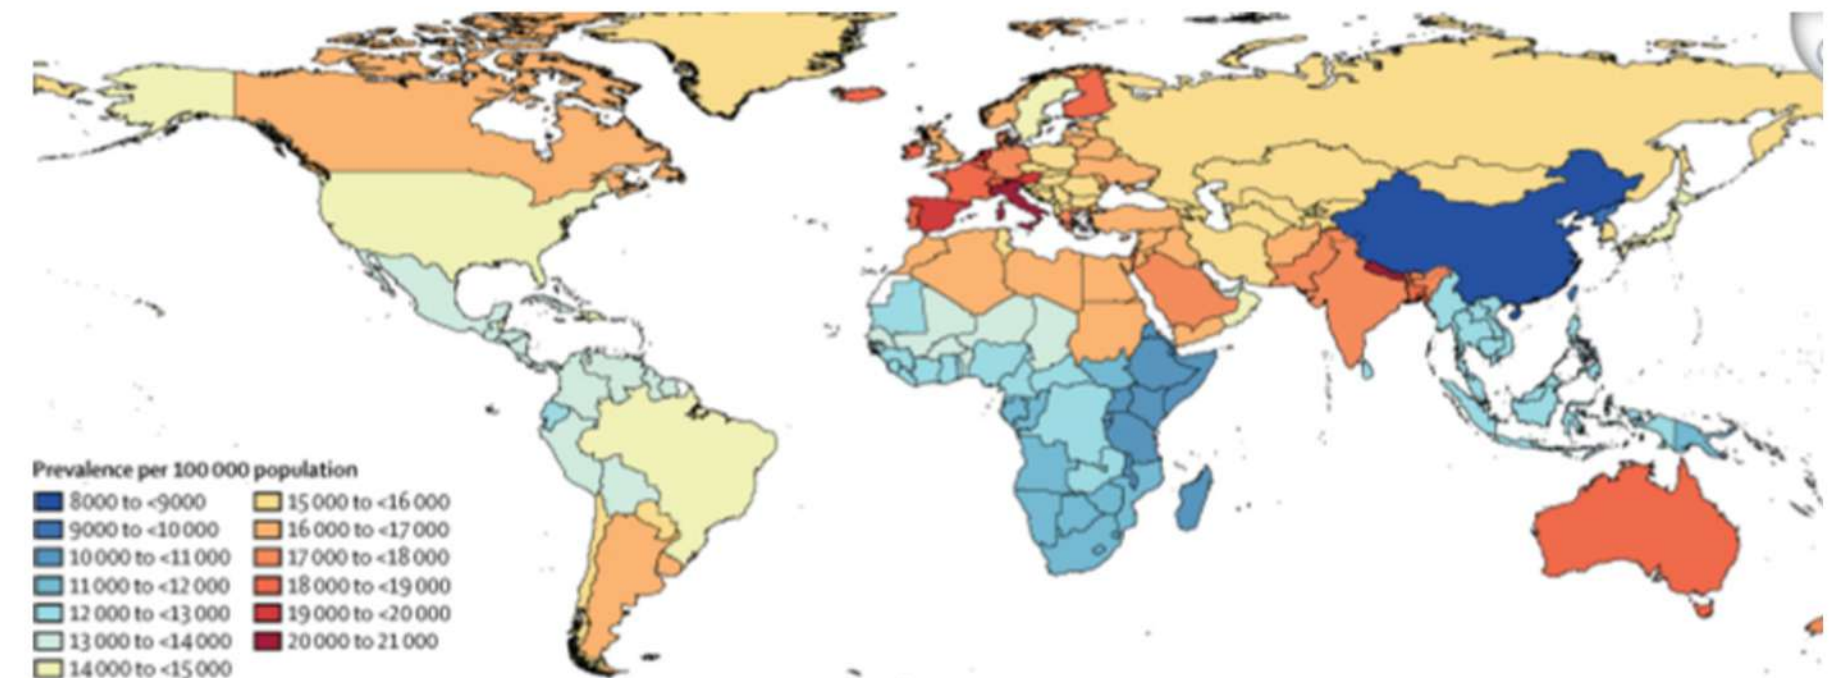 Prevalence per 100 000 population
8000 to <9000
9000 to <10 000
10 000 to <11 000
11 000 to <12 000
12 000 to <13 000
13 000 to <14 000
14 000 to <15 000
15 000 to <16 000
16 000 to <17 000
17 000 to <18 000
18 000 to <19 000
19 000 to <20 000
20 000 to 21 000